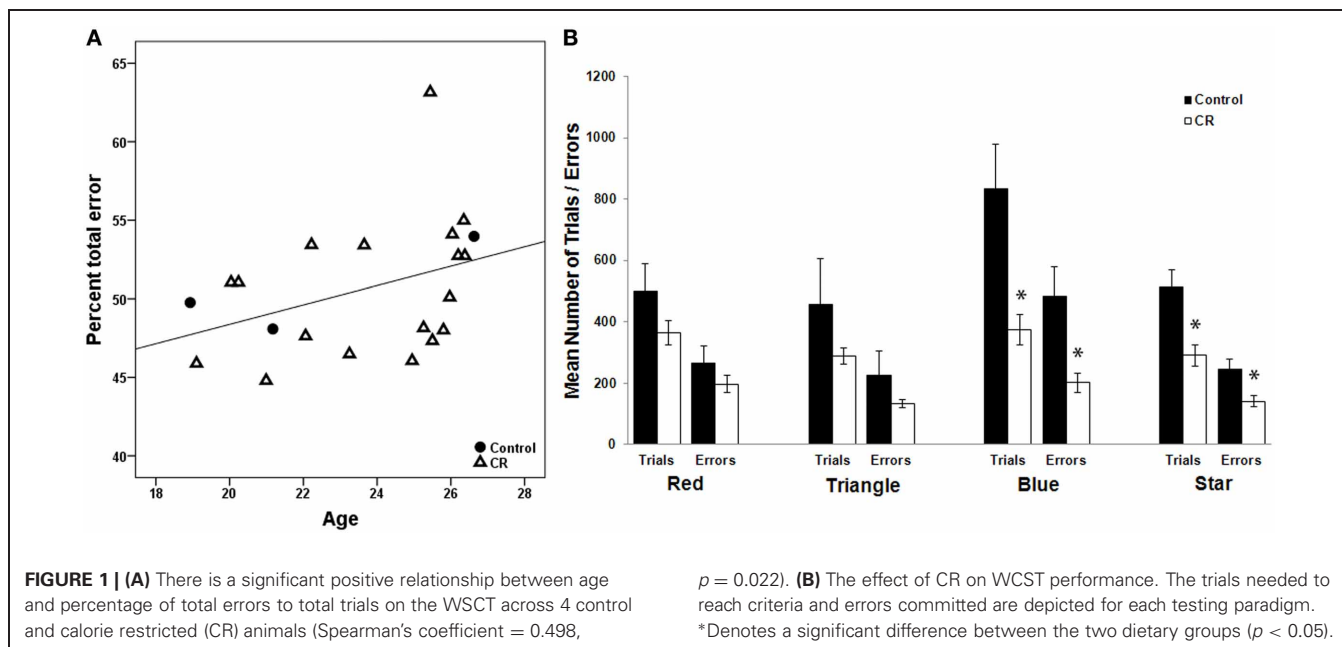 A
65
60
55
50
45
40
Percent total error
18 20 22 24 26 28
Age
Control
CR
B
1200
1000
800
600
400
200
0
Mean Number of Trials / Errors
Control
CR
*
*
*
*
Trials Errors Trials Errors Trials Errors Trials Errors
Red Triangle Blue Star
FIGURE 1 | (A) There is a significant positive relationship between age
and percentage of total errors to total trials on the WSCT across 4 control
and calorie restricted (CR) animals (Spearman's coefficient = 0.498,
p = 0.022). (B) The effect of CR on WCST performance. The trials needed to
reach criteria and errors committed are depicted for each testing paradigm.
*Denotes a significant difference between the two dietary groups (p < 0.05).